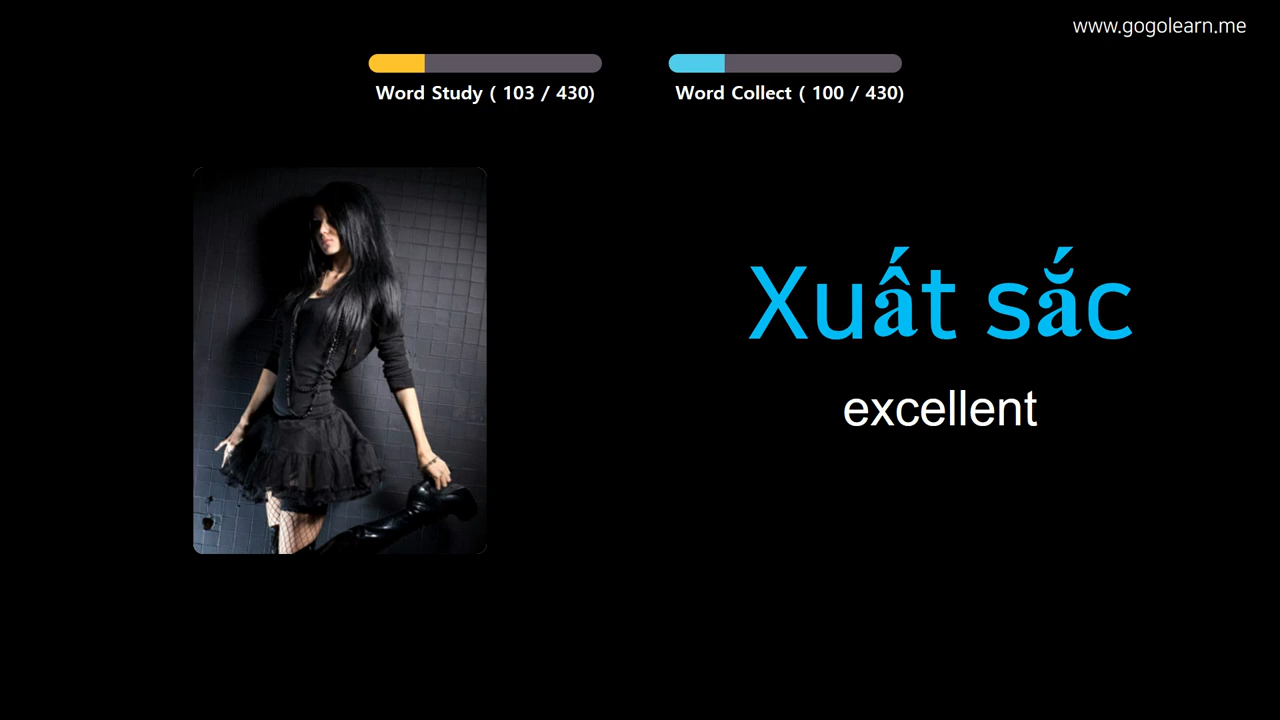 www.gogolearn.me
Word Study ( 103 / 430)
Word Collect ( 100 / 430)
Xuất sắc
excellent